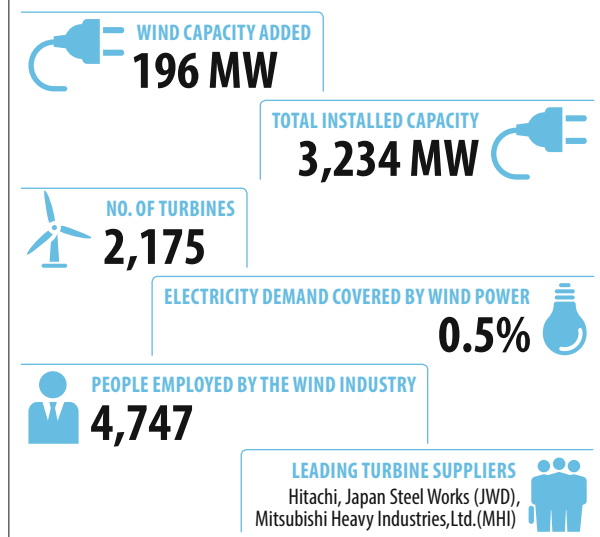 WIND CAPACITY ADDED
196 MW
TOTAL INSTALLED CAPACITY
3,234 MW
NO. OF TURBINES
2,175
ELECTRICITY DEMAND COVERED BY WIND POWER
0.5%
PEOPLE EMPLOYED BY THE WIND INDUSTRY
4,747
LEADING TURBINE SUPPLIERS
Hitachi, Japan Steel Works (JWD),
Mitsubishi Heavy Industries,Ltd.(MHI)